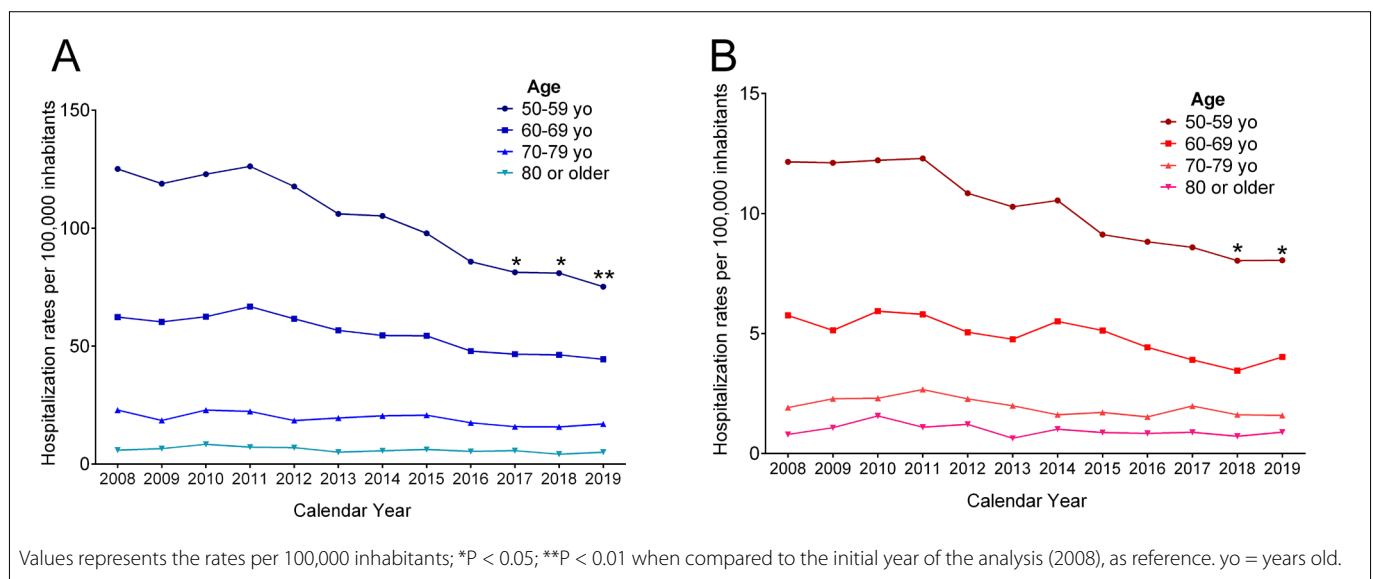 A
Hospitalization rates per 100,000 inhabitants
150
100
50
0
Age
50-59 yo
60-69 yo
70-79 yo
80 or older
* * **
2008 2009 2010 2011 2012 2013 2014 2015 2016 2017 2018 2019
Calendar Year
B
Hospitalization rates per 100,000 inhabitants
15
10
5
0
Age
50-59 yo
60-69 yo
70-79 yo
80 or older
* *
2008 2009 2010 2011 2012 2013 2014 2015 2016 2017 2018 2019
Calendar Year
Values represents the rates per 100,000 inhabitants; *P < 0.05; **P < 0.01 when compared to the initial year of the analysis (2008), as reference. yo = years old.